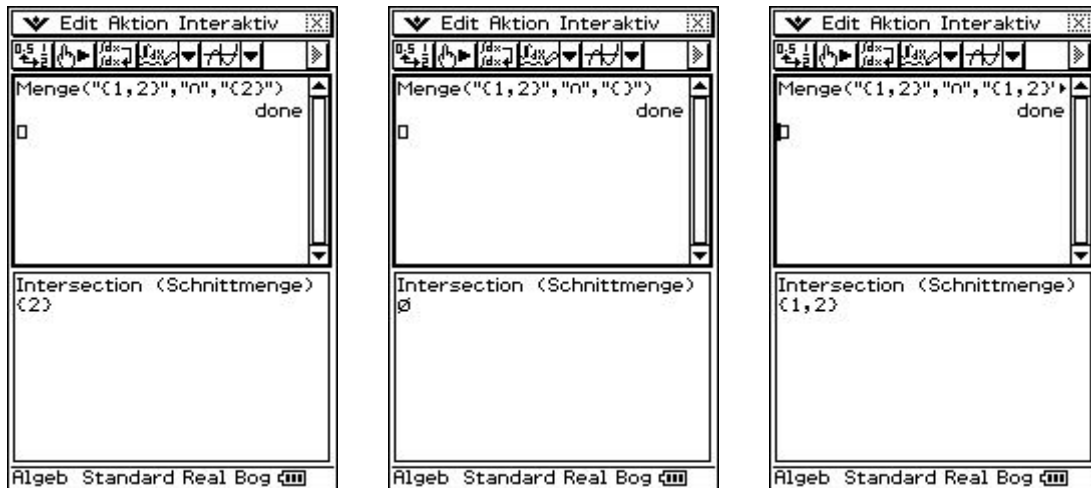 Edit Aktion Interaktiv
Menge("{1,2}","∩","{2}")
done
Intersection (Schnittmenge)
{2}
Algeb Standard Real Bog
Edit Aktion Interaktiv
Menge("{1,2}","∩","{}")
done
Intersection (Schnittmenge)
Ø
Algeb Standard Real Bog
Edit Aktion Interaktiv
Menge("{1,2}","∩","{1,2}"
done
Intersection (Schnittmenge)
{1,2}
Algeb Standard Real Bog